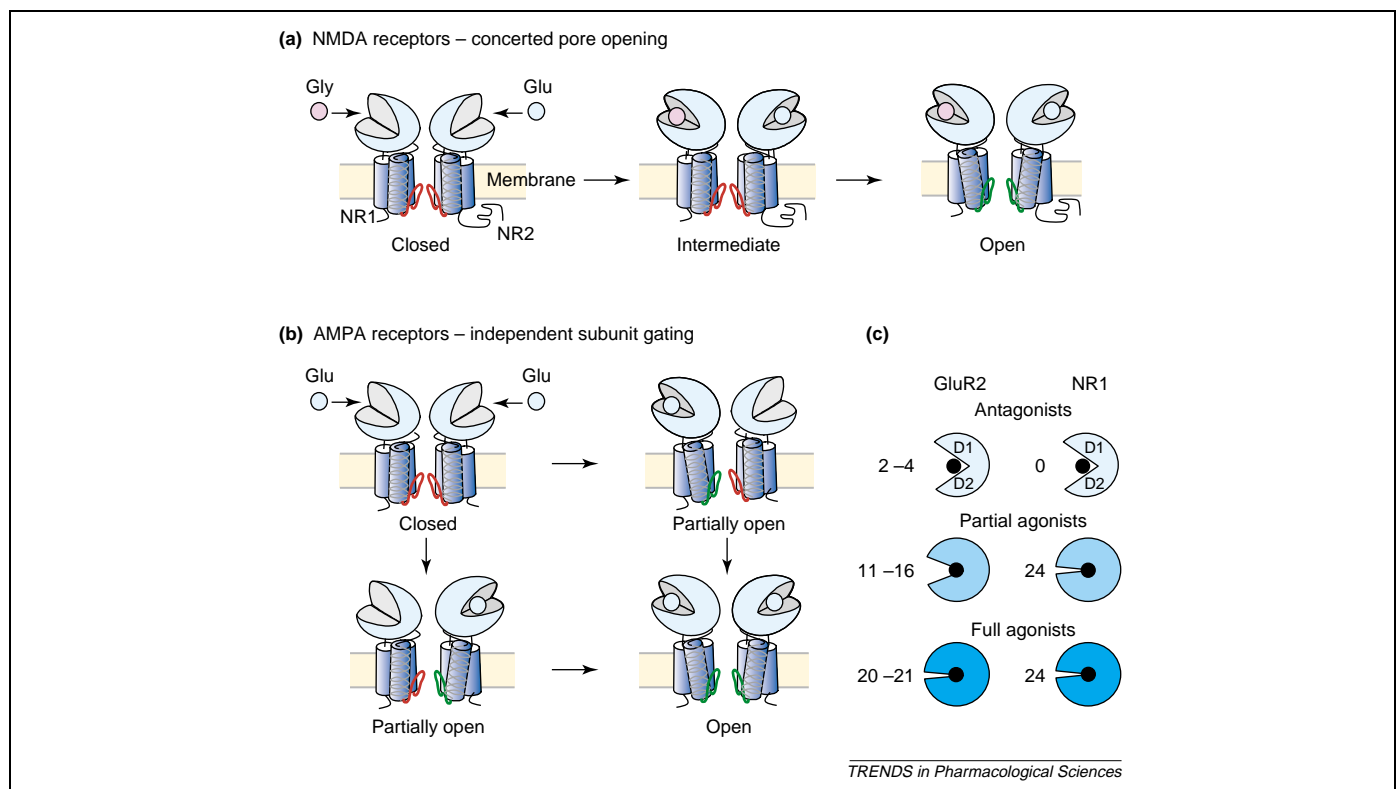 (a) NMDA receptors – concerted pore opening
Gly
Glu
Membrane
NR1
NR2
Closed
Intermediate
Open
(b) AMPA receptors – independent subunit gating
Glu
Glu
Closed
Partially open
Partially open
Open
(c)
GluR2 NR1
Antagonists
2 –4 D1 D2 0 D1 D2
Partial agonists
11 –16 24
Full agonists
20 –21 24
TRENDS in Pharmacological Sciences